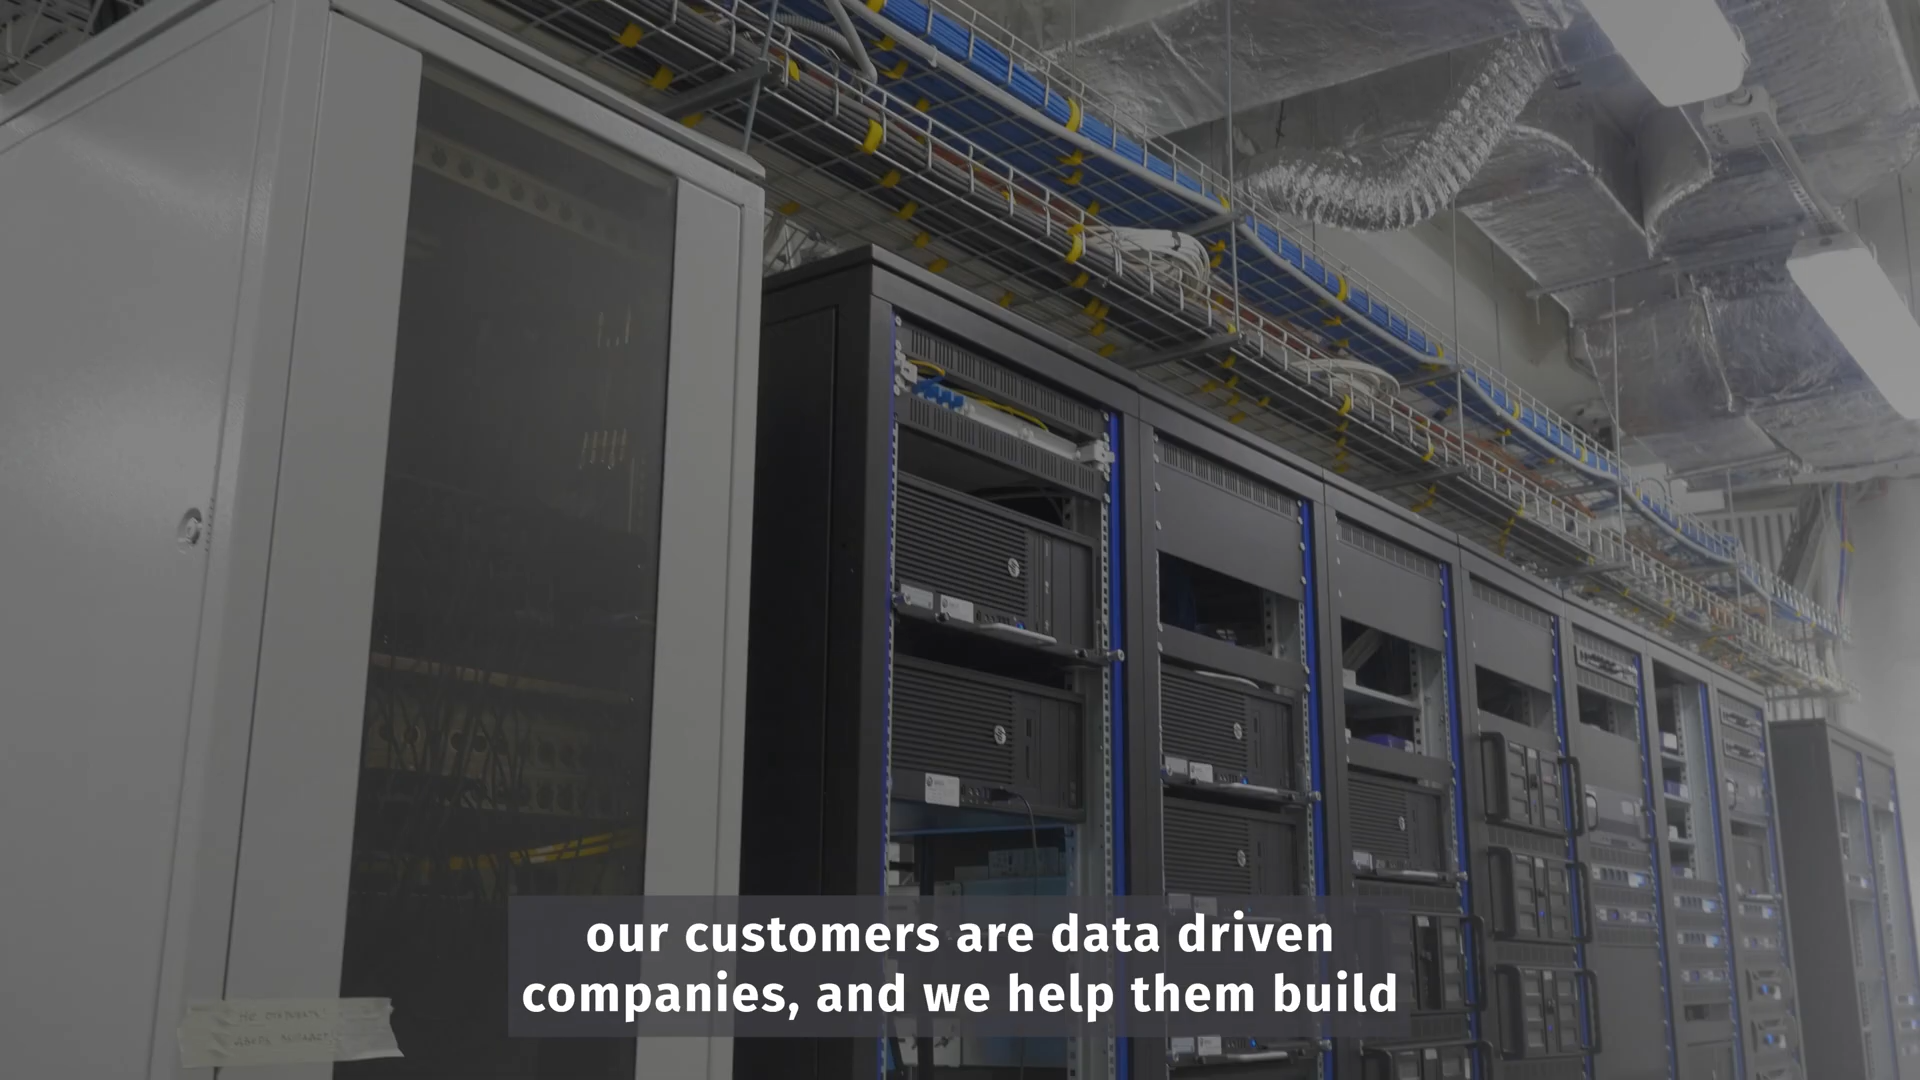 our customers are data driven
companies, and we help them build